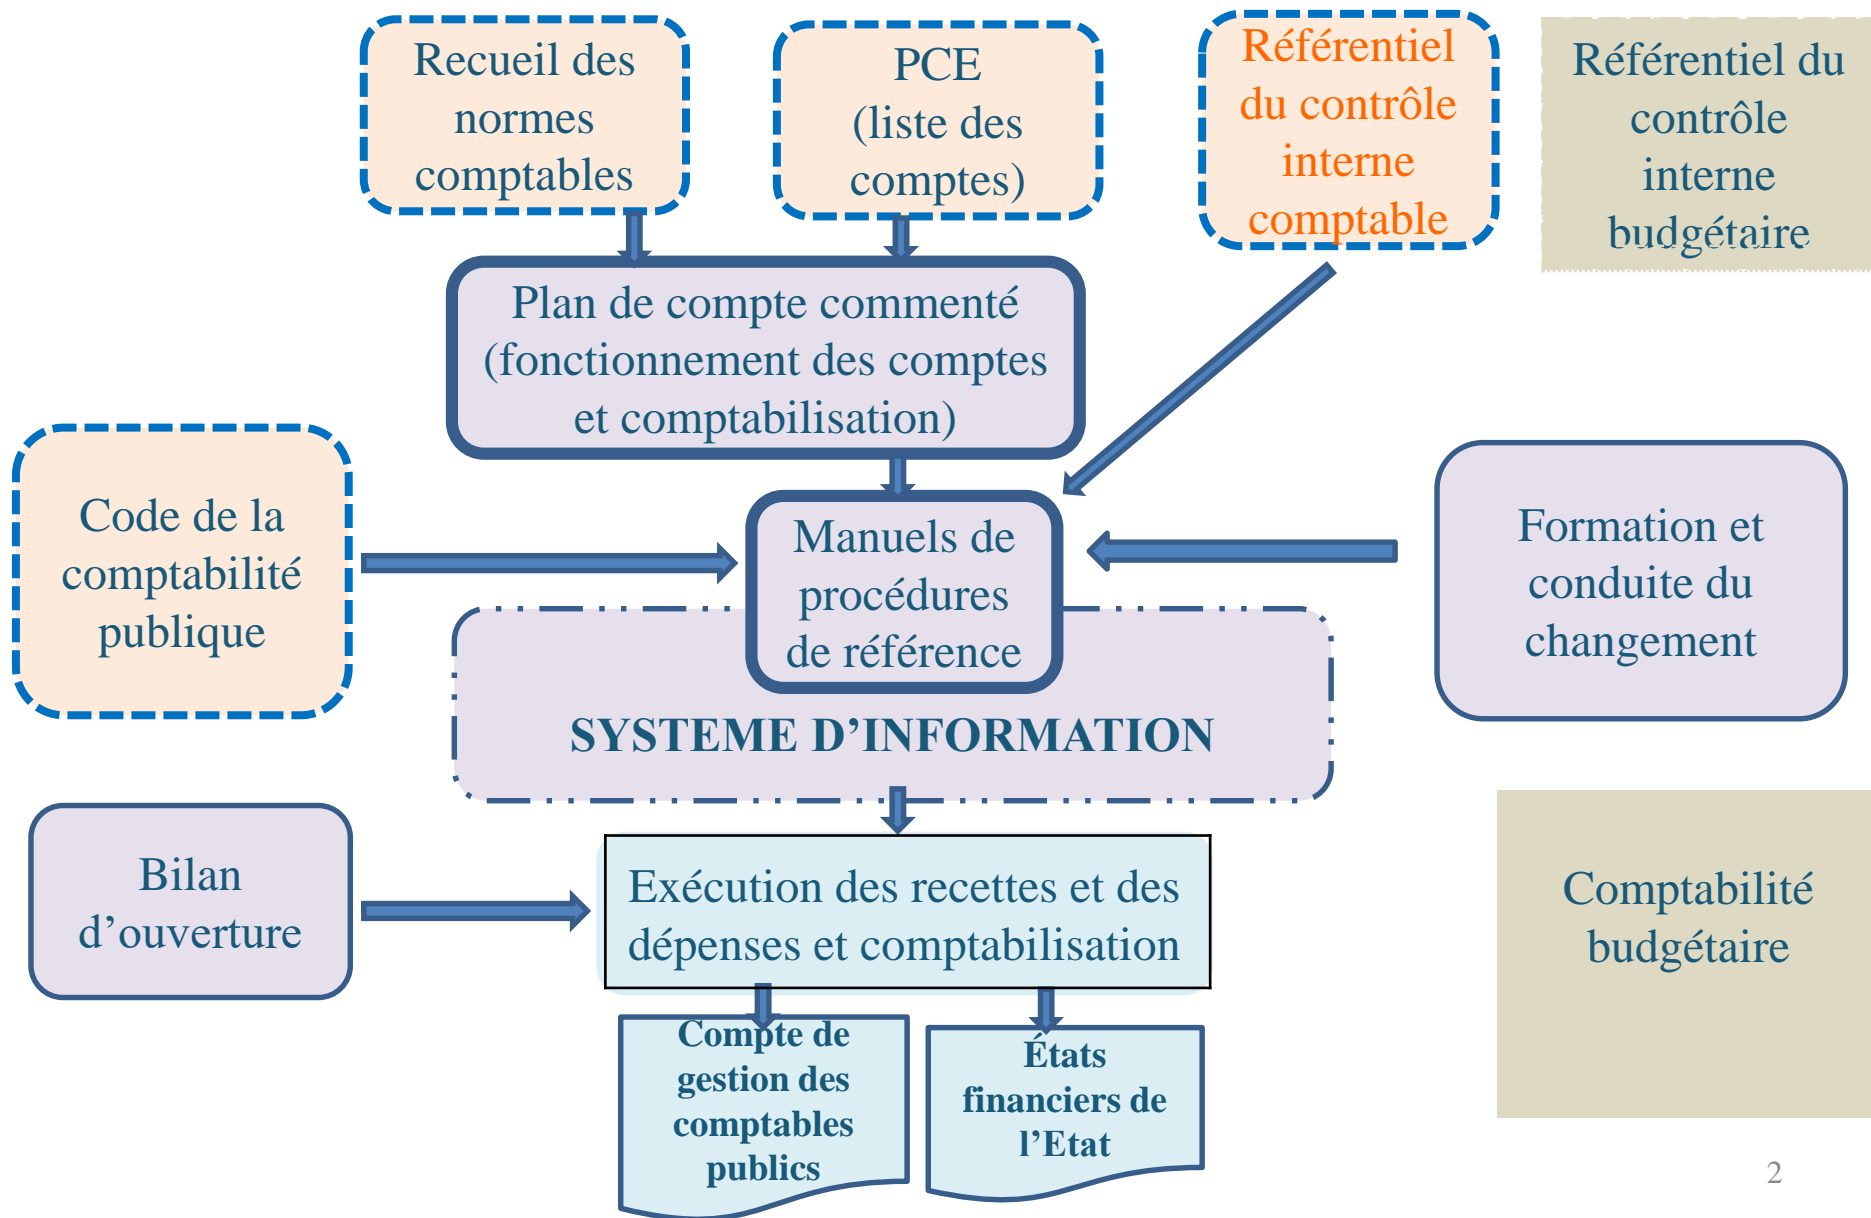 Recueil des
normes
comptables
PCE
(liste des
comptes)
Référentiel
du contrôle
interne
comptable
Référentiel du
contrôle
interne
budgétaire
Plan de compte commenté
(fonctionnement des comptes
et comptabilisation)
Code de la
comptabilité
publique
Manuels de
procédures
de référence
Formation et
conduite du
changement
SYSTEME D’INFORMATION
Bilan
d’ouverture
Exécution des recettes et des
dépenses et comptabilisation
Comptabilité
budgétaire
Compte de
gestion des
comptables
publics
États
financiers de
l’Etat
2